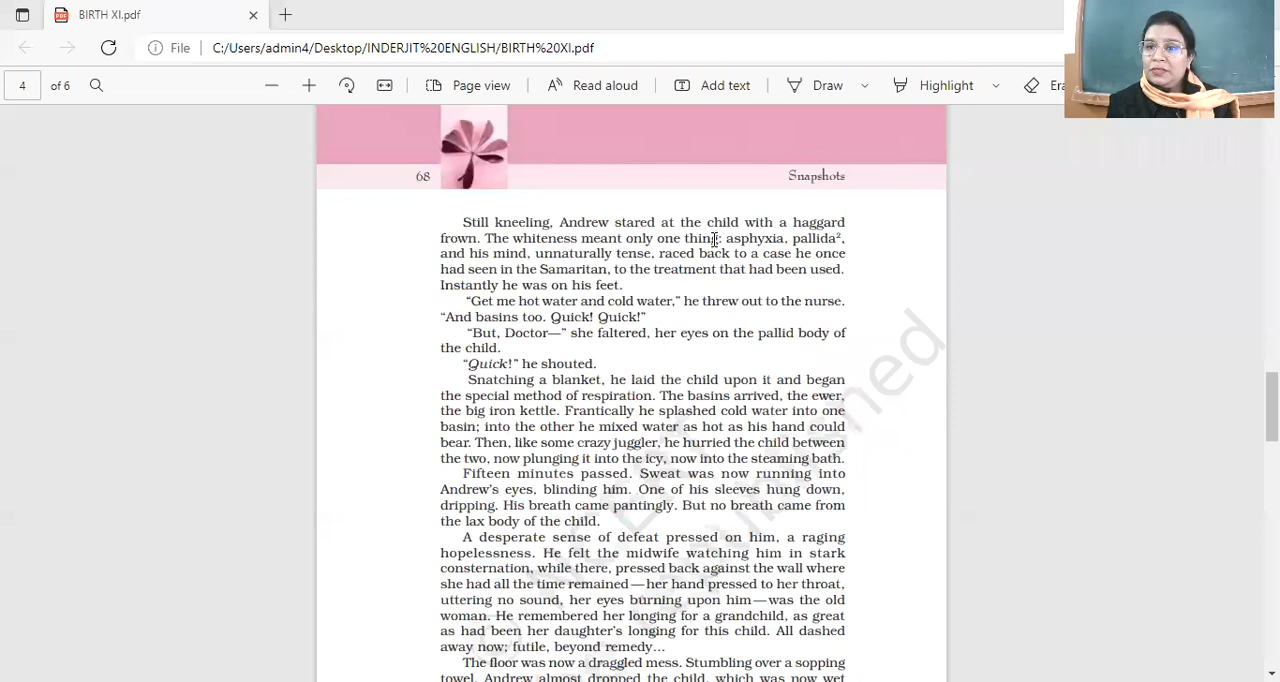 BIRTH XI.pdf
File
C:/Users/admin4/Desktop/INDERJIT%20ENGLISH/BIRTH%20XI.pdf
4 of 6
Page view
Read aloud
Add text
Draw
Highlight
68
Snapshots
Still kneeling, Andrew stared at the child with a haggard
frown. The whiteness meant only one thing: asphyxia, pallida²,
and his mind, unnaturally tense, raced back to a case he once
had seen in the Samaritan, to the treatment that had been used.
Instantly he was on his feet.
“Get me hot water and cold water,” he threw out to the nurse.
“And basins too. Quick! Quick!”
“But, Doctor—” she faltered, her eyes on the pallid body of
the child.
“Quick!” he shouted.
Snatching a blanket, he laid the child upon it and began
the special method of respiration. The basins arrived, the ewer,
the big iron kettle. Frantically he splashed cold water into one
basin; into the other he mixed water as hot as his hand could
bear. Then, like some crazy juggler, he hurried the child between
the two, now plunging it into the icy, now into the steaming bath.
Fifteen minutes passed. Sweat was now running into
Andrew’s eyes, blinding him. One of his sleeves hung down,
dripping. His breath came pantingly. But no breath came from
the lax body of the child.
A desperate sense of defeat pressed on him, a raging
hopelessness. He felt the midwife watching him in stark
consternation, while there, pressed back against the wall where
she had all the time remained—her hand pressed to her throat,
uttering no sound, her eyes burning upon him—was the old
woman. He remembered her longing for a grandchild, as great
as had been her daughter’s longing for this child. All dashed
away now; futile, beyond remedy...
The floor was now a draggled mess. Stumbling over a sopping
towel, Andrew almost dropped the child, which was now wet